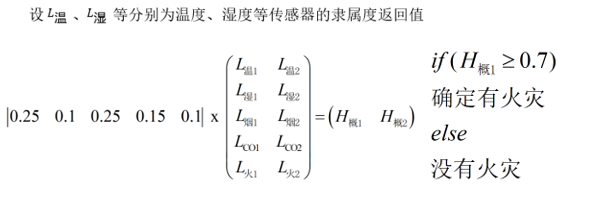 设 L温 、L湿 等分别为温度、湿度等传感器的隶属度返回值
L温1 L温2
L湿1 L湿2
|0.25 0.1 0.25 0.15 0.1| x L烟1 L烟2 = (H概1 H概2)
LCO1 LCO2
L火1 L火2
if (H概1 ≥ 0.7)
确定有火灾
else
没有火灾